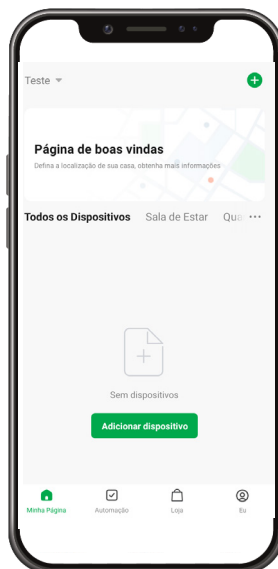 Teste
Página de boas vindas
Defina a localização de sua casa, obtenha mais informações
Todos os Dispositivos Sala de Estar Qua
Sem dispositivos
Adicionar dispositivo
Minha Página Automação Loja Eu